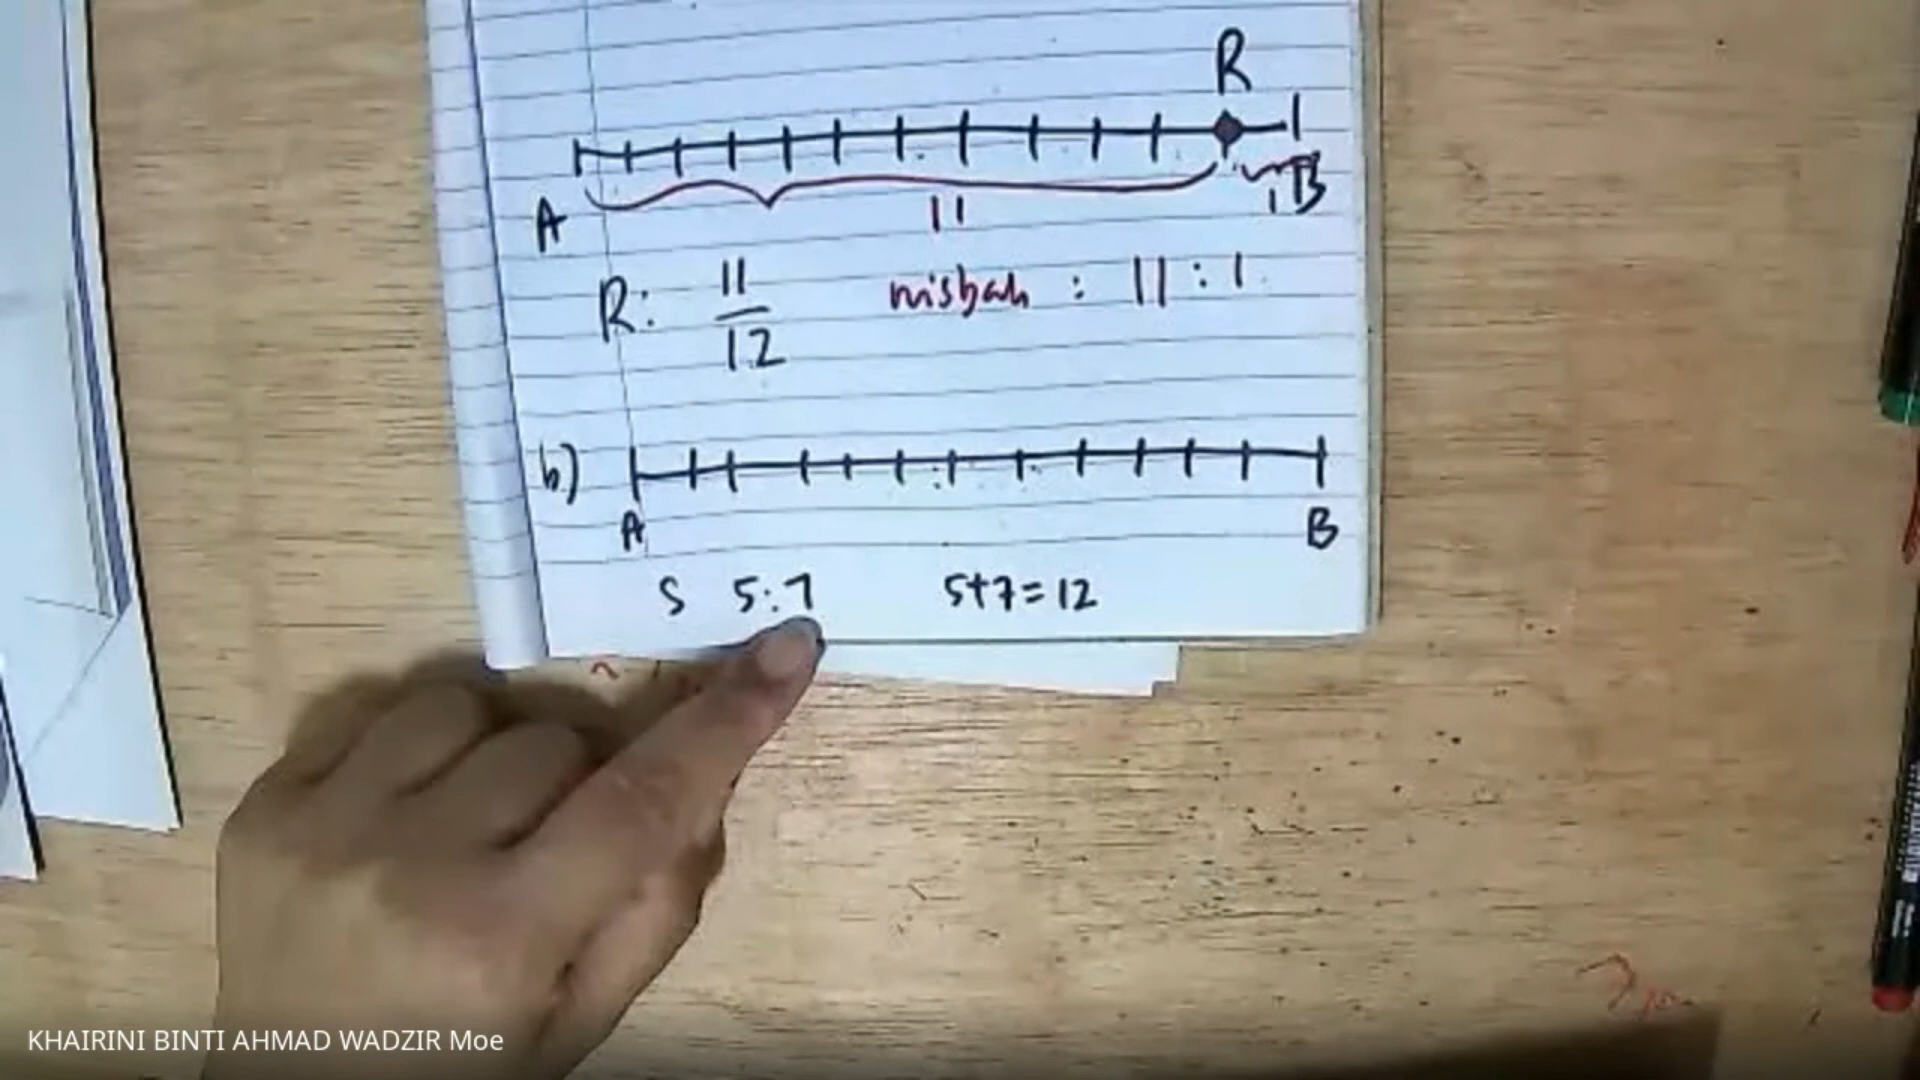 R
A
B
11
1
R: 11/12 nisbah : 11 : 1
b)
A B
S 5:7 5+7=12
KHAIRINI BINTI AHMAD WADZIR Moe